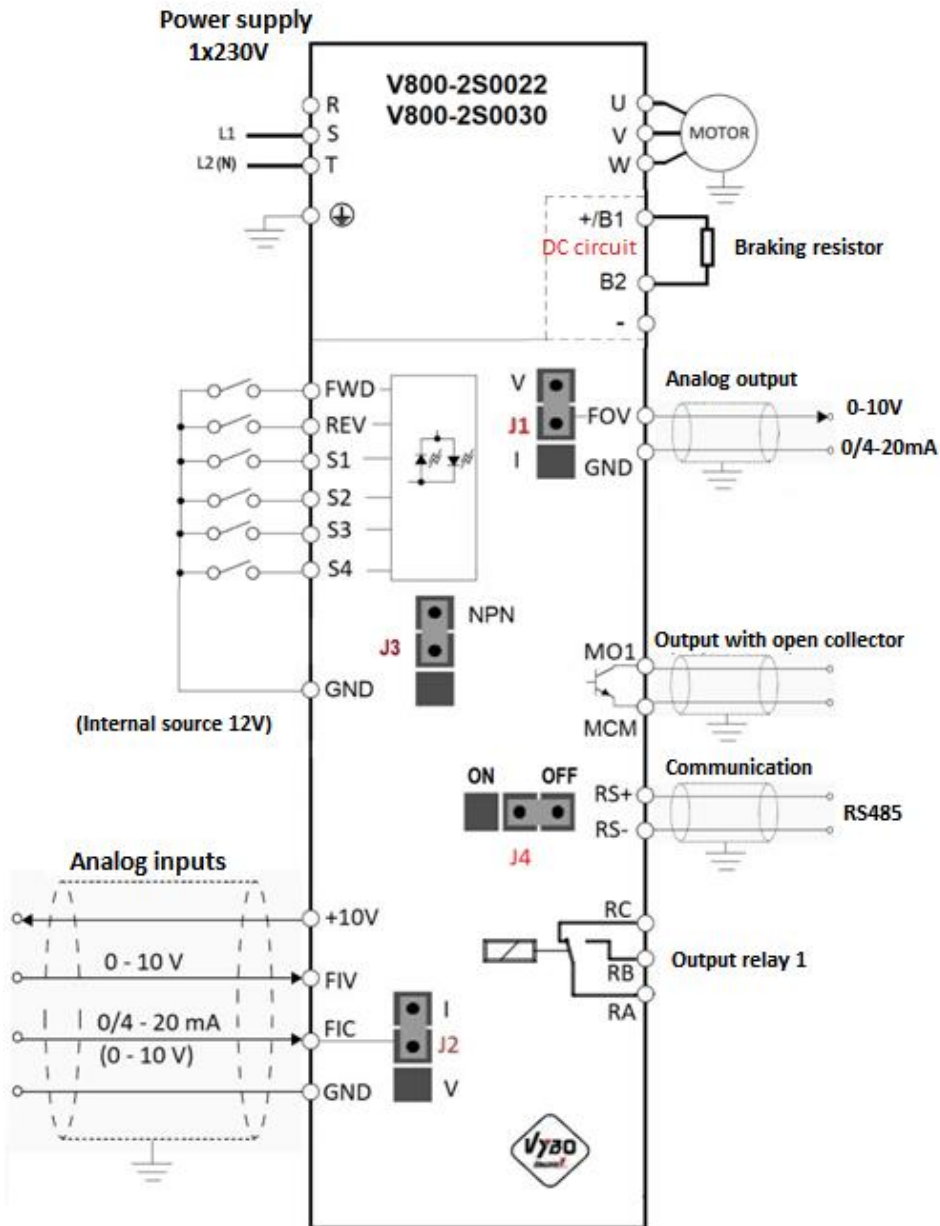 Power supply
1x230V
V800-2S0022
V800-2S0030
R
L1
S
L2 (N)
T
U
V
W
MOTOR
+/B1
DC circuit
B2
-
Braking resistor
FWD
REV
S1
S2
S3
S4
V
J1
I
FOV
GND
Analog output
0-10V
0/4-20mA
J3
NPN
GND
(Internal source 12V)
MO1
MCM
Output with open collector
ON OFF
J4
RS+
RS-
Communication
RS485
Analog inputs
+10V
0 - 10 V
FIV
0/4 - 20 mA
(0 - 10 V)
FIC
GND
I
J2
V
RC
RB
RA
Output relay 1
VYBO